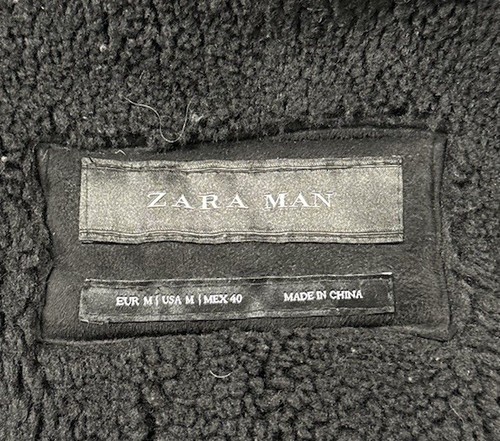 ZARA MAN
EUR M | USA M | MEX 40 MADE IN CHINA